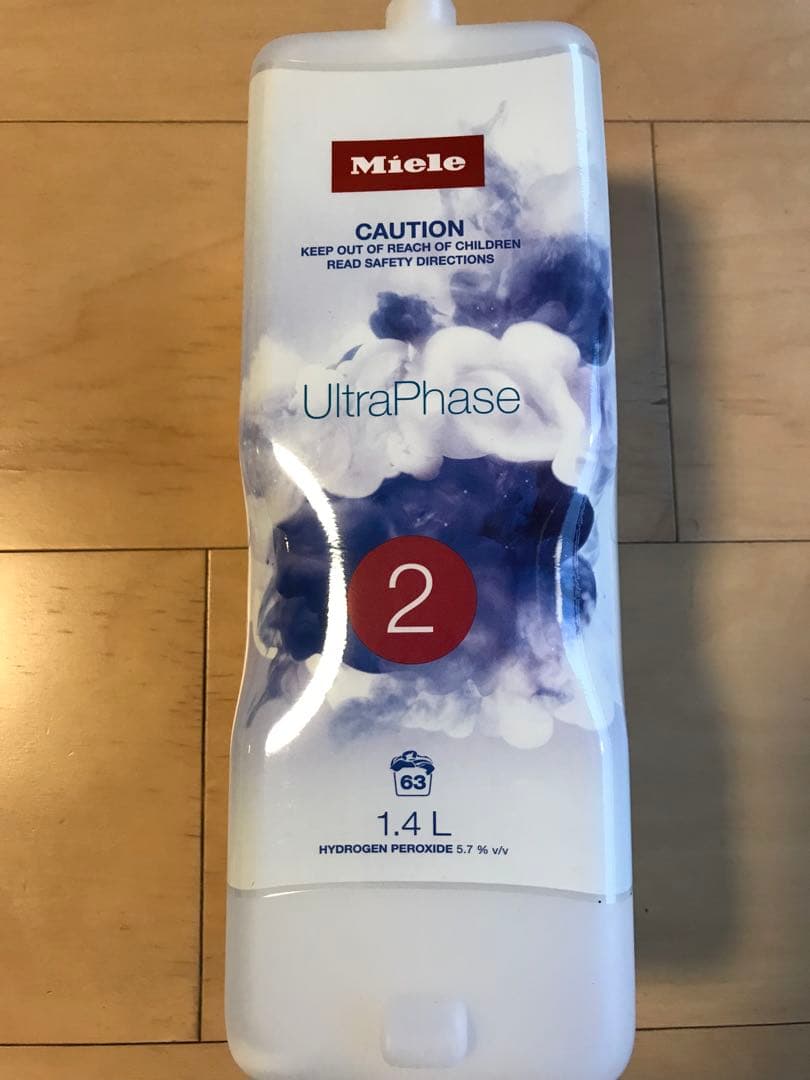 Miele
CAUTION
KEEP OUT OF REACH OF CHILDREN
READ SAFETY DIRECTIONS
UltraPhase
2
63
1.4 L
HYDROGEN PEROXIDE 5.7 % v/v